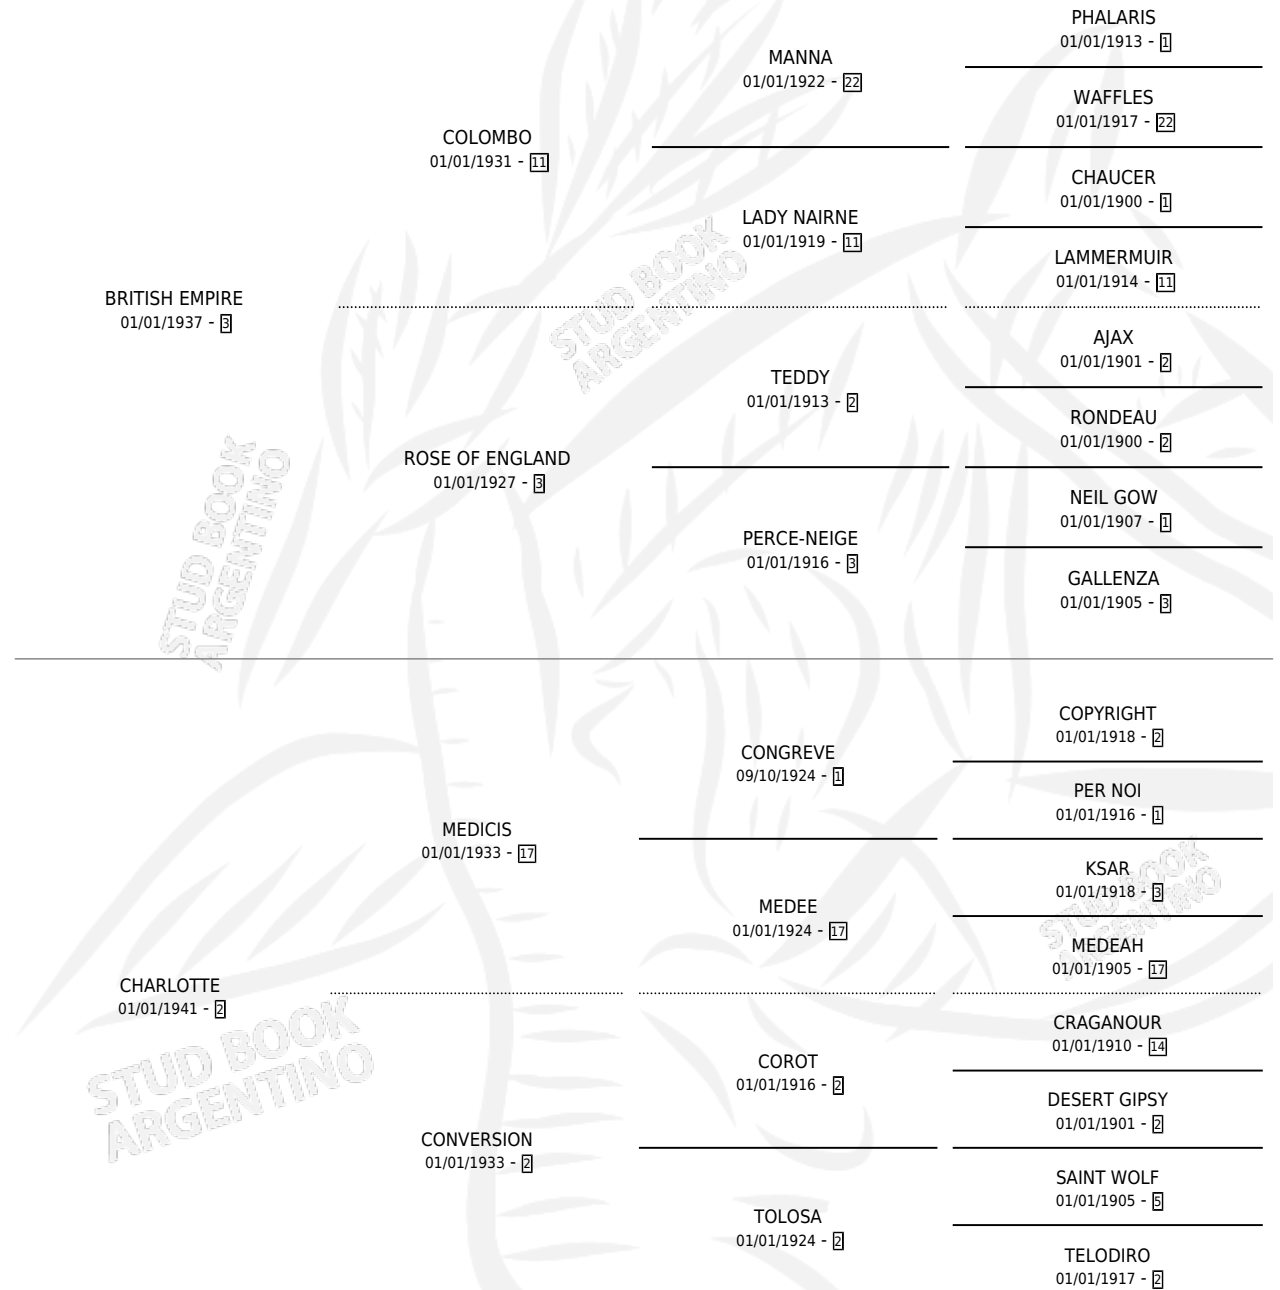 PHALARIS
01/01/1913 - 1
MANNA
01/01/1922 - 22
WAFFLES
01/01/1917 - 22
COLOMBO
01/01/1931 - 11
CHAUCER
01/01/1900 - 1
LADY NAIRNE
01/01/1919 - 11
LAMMERMUIR
01/01/1914 - 11
BRITISH EMPIRE
01/01/1937 - 3
STUD BOOK
ARGENTINO
AJAX
01/01/1901 - 2
TEDDY
01/01/1913 - 2
RONDEAU
01/01/1900 - 2
ROSE OF ENGLAND
01/01/1927 - 3
NEIL GOW
01/01/1907 - 1
PERCE-NEIGE
01/01/1916 - 3
GALLENZA
01/01/1905 - 3
STUD BOOK
ARGENTINO
COPYRIGHT
01/01/1918 - 2
CONGREVE
09/10/1924 - 1
PER NOI
01/01/1916 - 1
MEDICIS
01/01/1933 - 17
KSAR
01/01/1918 - 3
MEDEE
01/01/1924 - 17
STUD BOOK
ARGENTINO
MEDEAH
01/01/1905 - 17
CHARLOTTE
01/01/1941 - 2
CRAGANOUR
01/01/1910 - 14
COROT
01/01/1916 - 2
STUD BOOK
ARGENTINO
DESERT GIPSY
01/01/1901 - 2
CONVERSION
01/01/1933 - 2
SAINT WOLF
01/01/1905 - 5
TOLOSA
01/01/1924 - 2
TELODIRO
01/01/1917 - 2